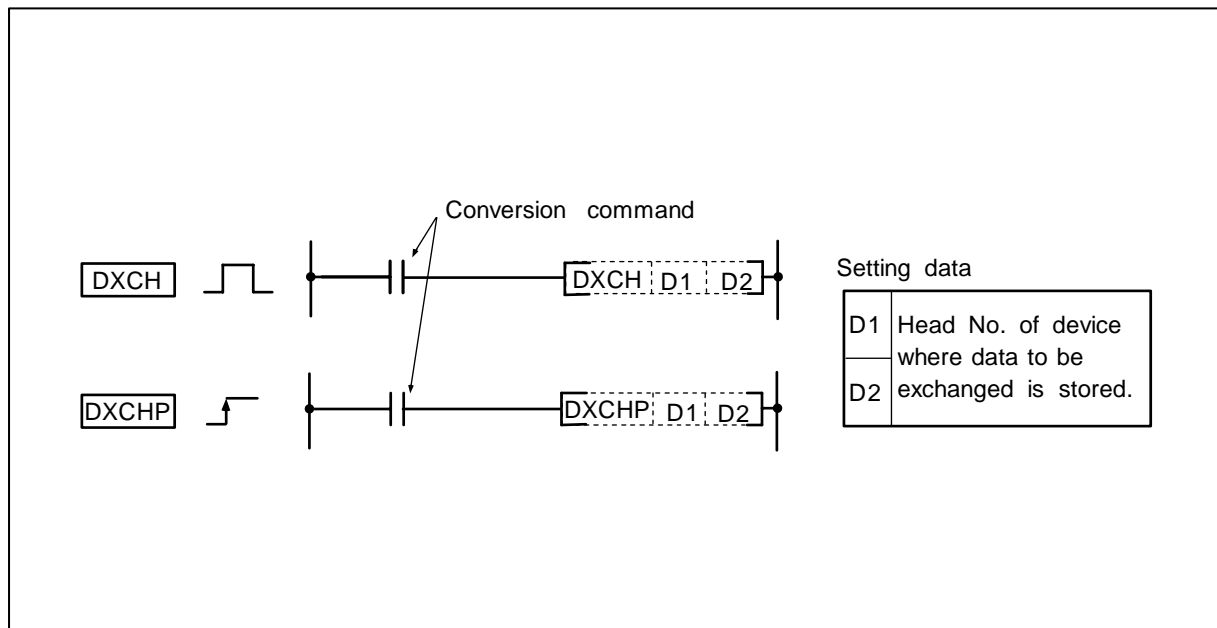 Conversion command
DXCH
DXCH D1 D2
DXCHP
DXCHP D1 D2
Setting data
D1
D2
Head No. of device
where data to be
exchanged is stored.